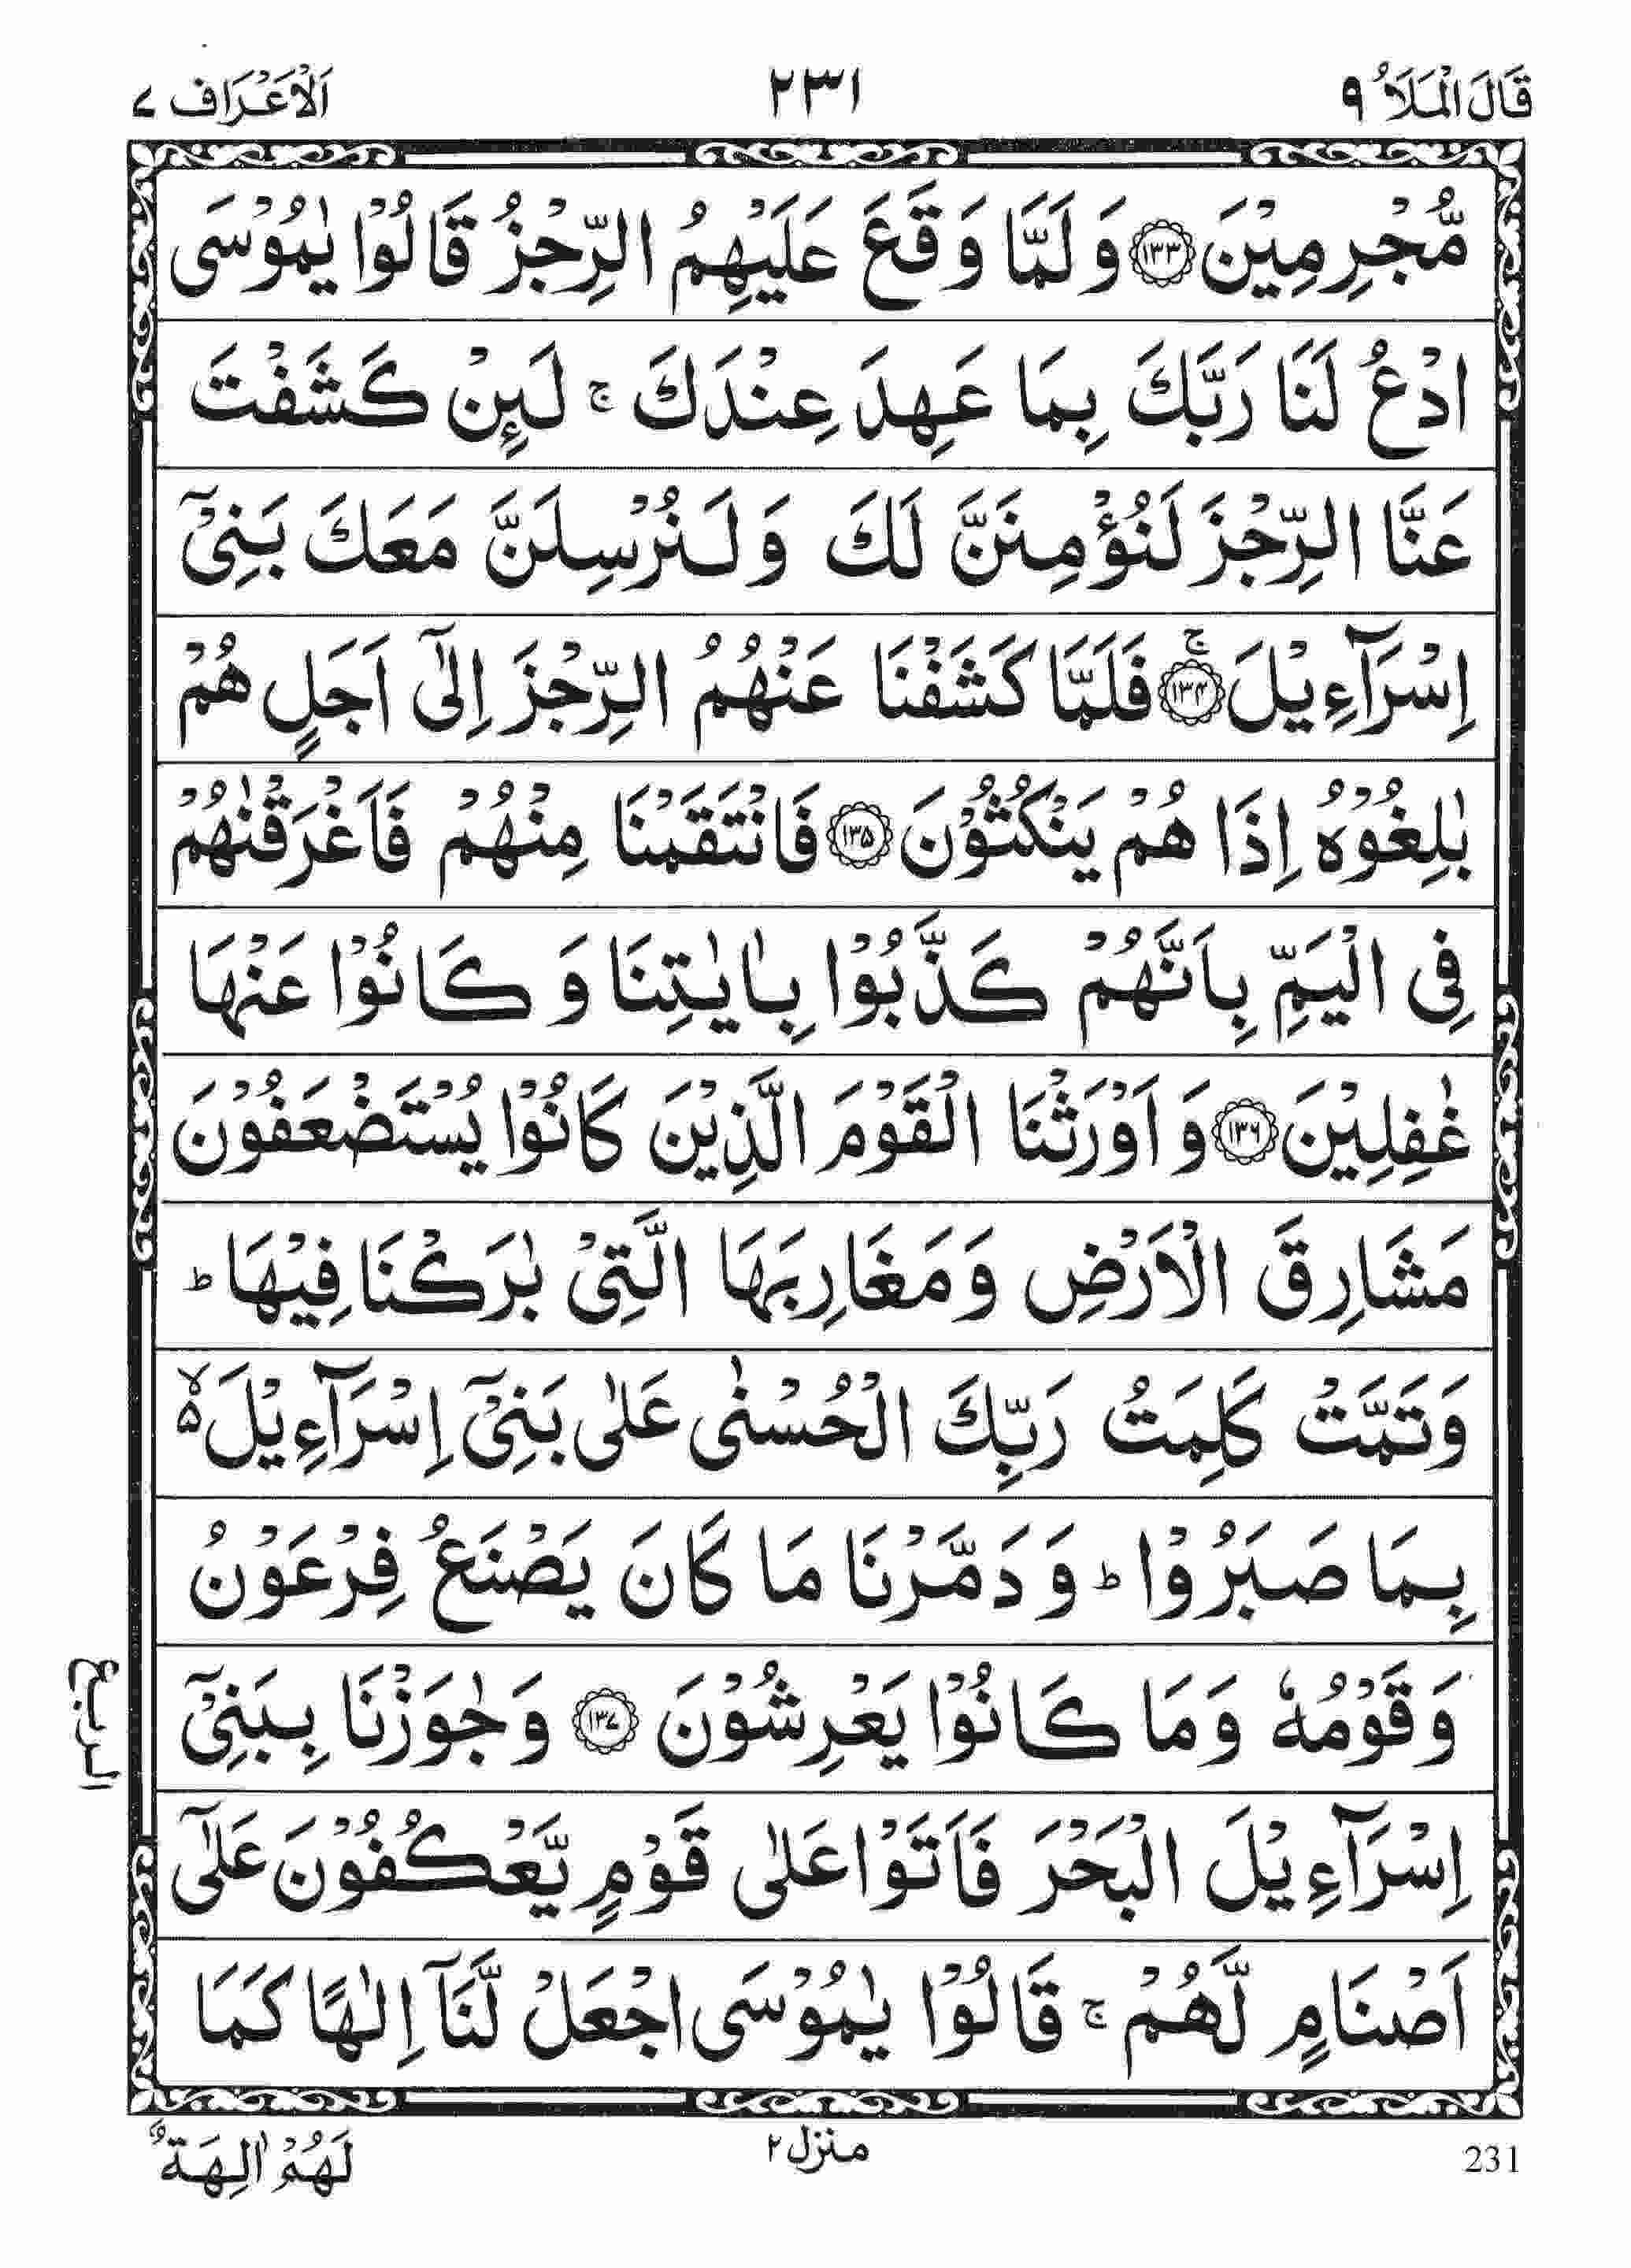 قَالَ الْمَلَاُ ٩ ٢٣١ اَلْاَعْرَاف ٧
مُّجْرِمِيْنَ ﴿١٣٣﴾ وَ لَمَّا وَقَعَ عَلَيْهِمُ الرِّجْزُ قَالُوْا يٰمُوْسَى
ادْعُ لَنَا رَبَّكَ بِمَا عَهِدَ عِنْدَكَ ۚ لَىِٕنْ كَشَفْتَ
عَنَّا الرِّجْزَ لَنُؤْمِنَنَّ لَكَ وَ لَنُرْسِلَنَّ مَعَكَ بَنِیْۤ
اِسْرَآءِيْلَ ﴿١٣٤﴾ۚ فَلَمَّا كَشَفْنَا عَنْهُمُ الرِّجْزَ اِلٰۤى اَجَلٍ هُمْ
بٰلِغُوْهُ اِذَا هُمْ يَنْكُثُوْنَ ﴿١٣٥﴾ فَانْتَقَمْنَا مِنْهُمْ فَاَغْرَقْنٰهُمْ
فِی الْيَمِّ بِاَنَّهُمْ كَذَّبُوْا بِاٰيٰتِنَا وَ كَانُوْا عَنْهَا
غٰفِلِيْنَ ﴿١٣٦﴾ وَ اَوْرَثْنَا الْقَوْمَ الَّذِيْنَ كَانُوْا يُسْتَضْعَفُوْنَ
مَشَارِقَ الْاَرْضِ وَ مَغَارِبَهَا الَّتِیْ بٰرَكْنَا فِيْهَا ؕ
وَ تَمَّتْ كَلِمَتُ رَبِّكَ الْحُسْنٰى عَلٰى بَنِیْۤ اِسْرَآءِيْلَ ۙ۬
بِمَا صَبَرُوْا ؕ وَ دَمَّرْنَا مَا كَانَ يَصْنَعُ فِرْعَوْنُ
وَ قَوْمُهٗ وَ مَا كَانُوْا يَعْرِشُوْنَ ﴿١٣٧﴾ وَ جٰوَزْنَا بِبَنِیْۤ
الربع
اِسْرَآءِيْلَ الْبَحْرَ فَاَتَوْا عَلٰى قَوْمٍ يَّعْكُفُوْنَ عَلٰۤى
اَصْنَامٍ لَّهُمْ ۚ قَالُوْا يٰمُوْسَى اجْعَلْ لَّنَاۤ اِلٰهًا كَمَا
231 منزل ٢ لَهُمْ اٰلِهَةٌ ؕ